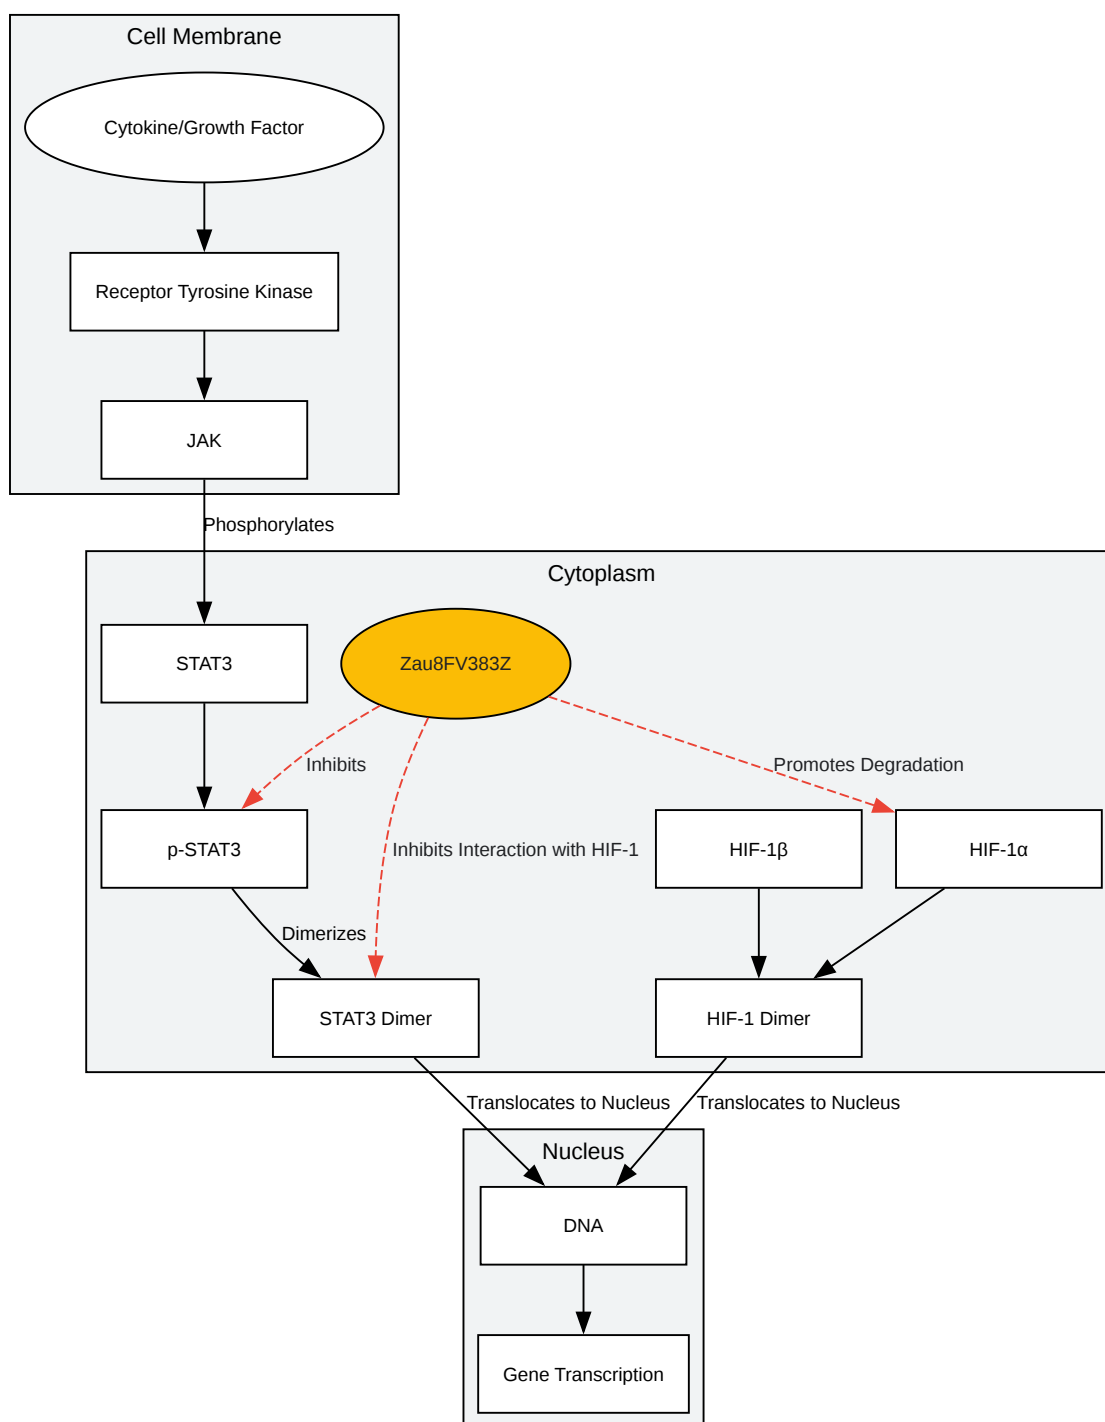 Cell Membrane
Cytokine/Growth Factor
Receptor Tyrosine Kinase
JAK
Phosphorylates
Cytoplasm
STAT3
Zau8FV383Z
Inhibits
Promotes Degradation
p-STAT3
Inhibits Interaction with HIF-1
HIF-1β
HIF-1α
Dimerizes
STAT3 Dimer
HIF-1 Dimer
Translocates to Nucleus
Translocates to Nucleus
Nucleus
DNA
Gene Transcription